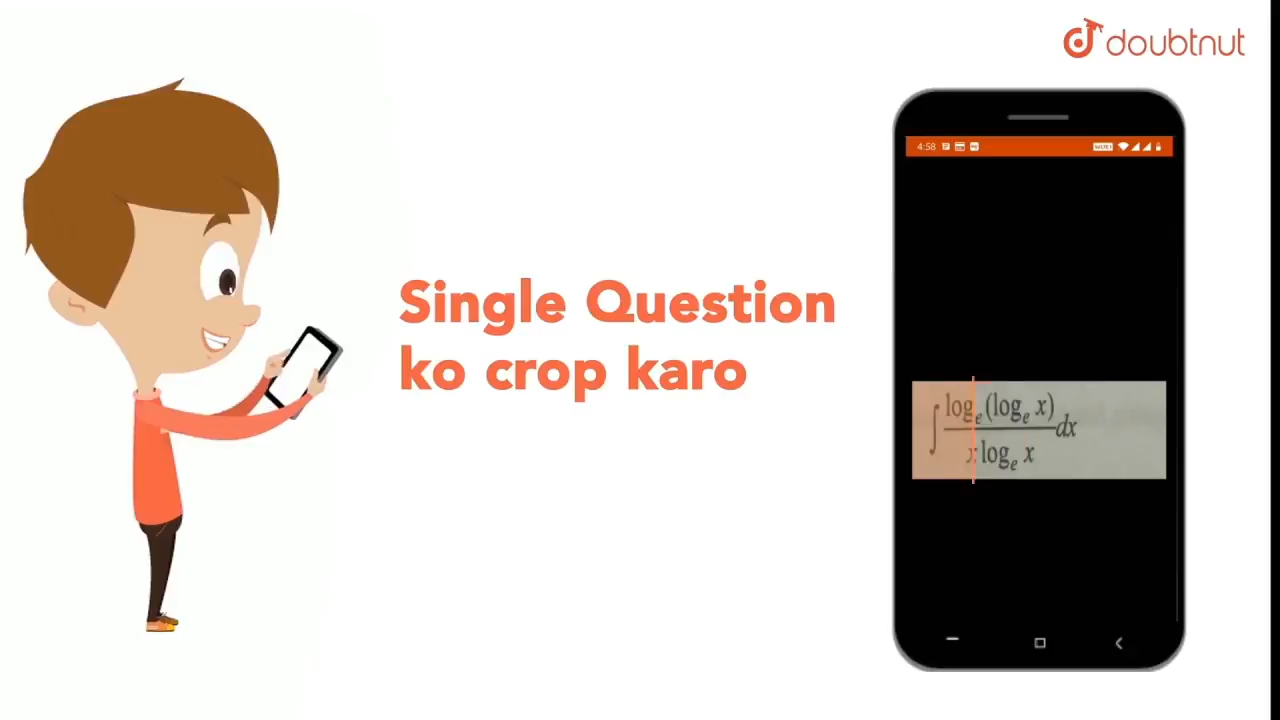 doubtnut
4:58
Single Question
ko crop karo
∫ logₑ (logₑ x) dx
x logₑ x